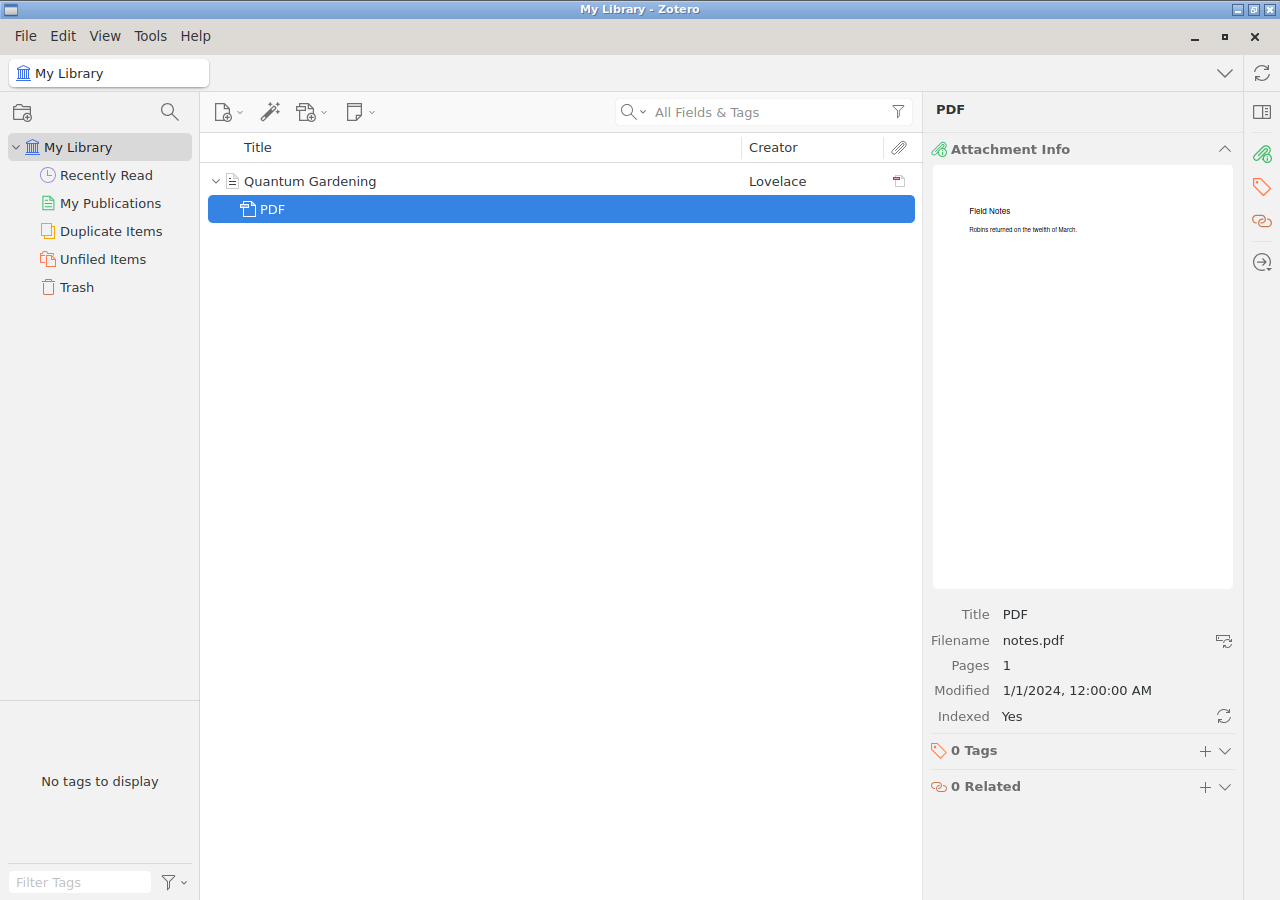 My Library - Zotero
File Edit View Tools Help
My Library
All Fields & Tags
PDF
My Library
Recently Read
My Publications
Duplicate Items
Unfiled Items
Trash
No tags to display
Filter Tags
Title Creator
Quantum Gardening Lovelace
PDF
Attachment Info
Field Notes
Robins returned on the twelfth of March.
Title PDF
Filename notes.pdf
Pages 1
Modified 1/1/2024, 12:00:00 AM
Indexed Yes
0 Tags
0 Related